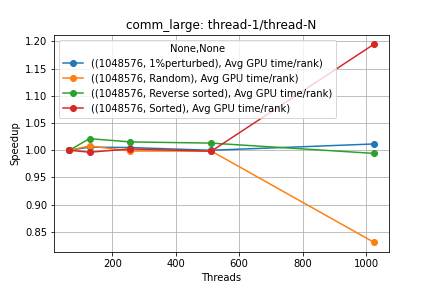 comm_large: thread-1/thread-N
1.20
1.15
1.10
1.05
1.00
0.95
0.90
0.85
Speedup
None,None
((1048576, 1%perturbed), Avg GPU time/rank)
((1048576, Random), Avg GPU time/rank)
((1048576, Reverse sorted), Avg GPU time/rank)
((1048576, Sorted), Avg GPU time/rank)
200 400 600 800 1000
Threads